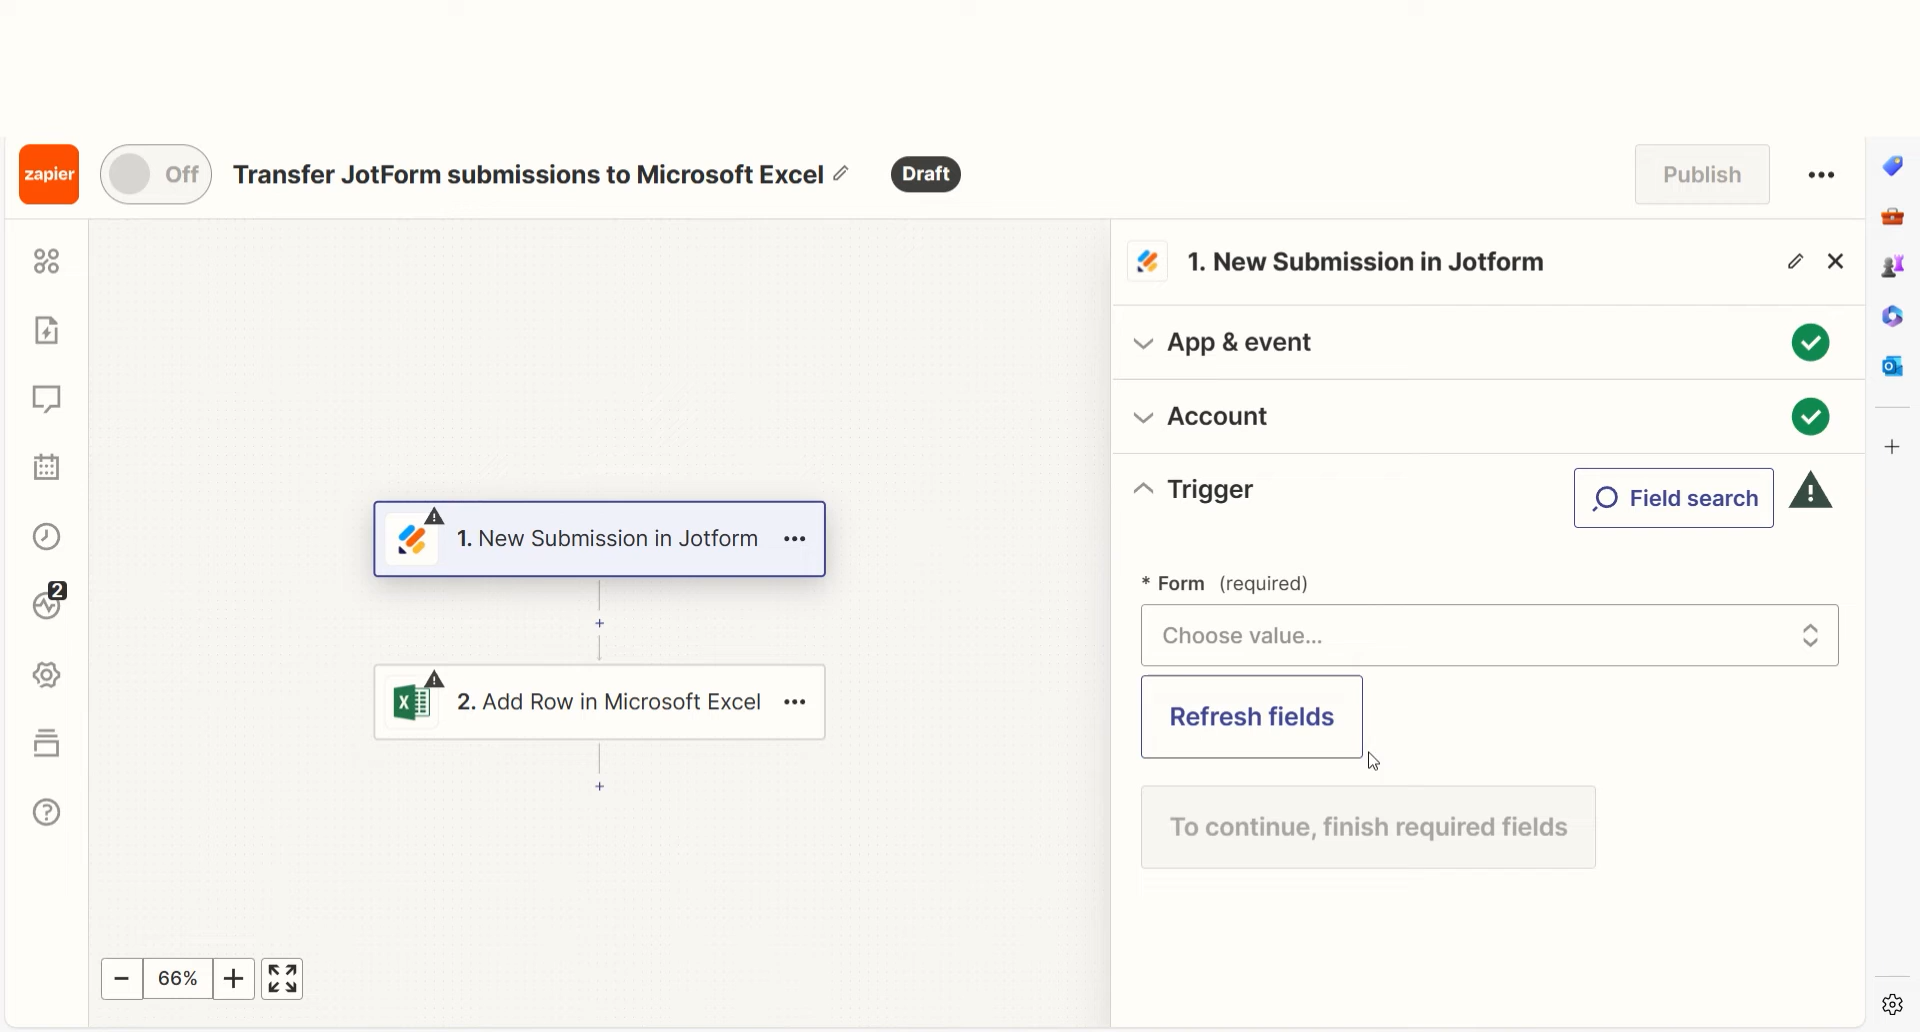 zapier
Off
Transfer JotForm submissions to Microsoft Excel
Draft
Publish
1. New Submission in Jotform
App & event
Account
Trigger
Field search
* Form (required)
Choose value...
Refresh fields
To continue, finish required fields
1. New Submission in Jotform
2. Add Row in Microsoft Excel
2
66%